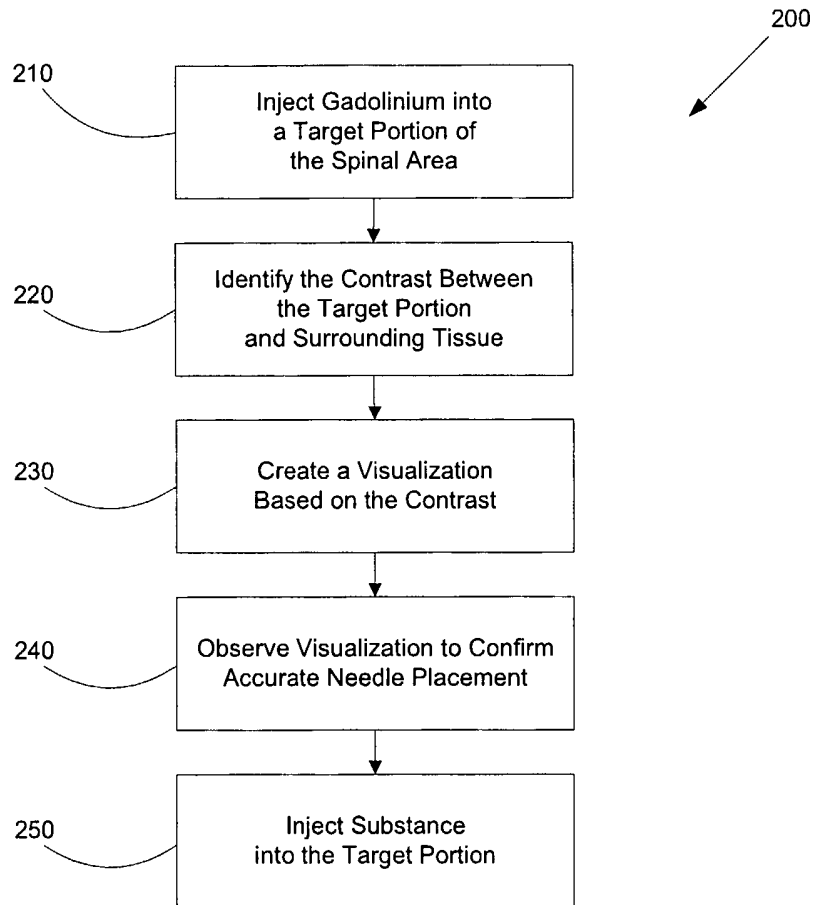 200
210
Inject Gadolinium into
a Target Portion of
the Spinal Area
220
Identify the Contrast Between
the Target Portion
and Surrounding Tissue
230
Create a Visualization
Based on the Contrast
240
Observe Visualization to Confirm
Accurate Needle Placement
250
Inject Substance
into the Target Portion